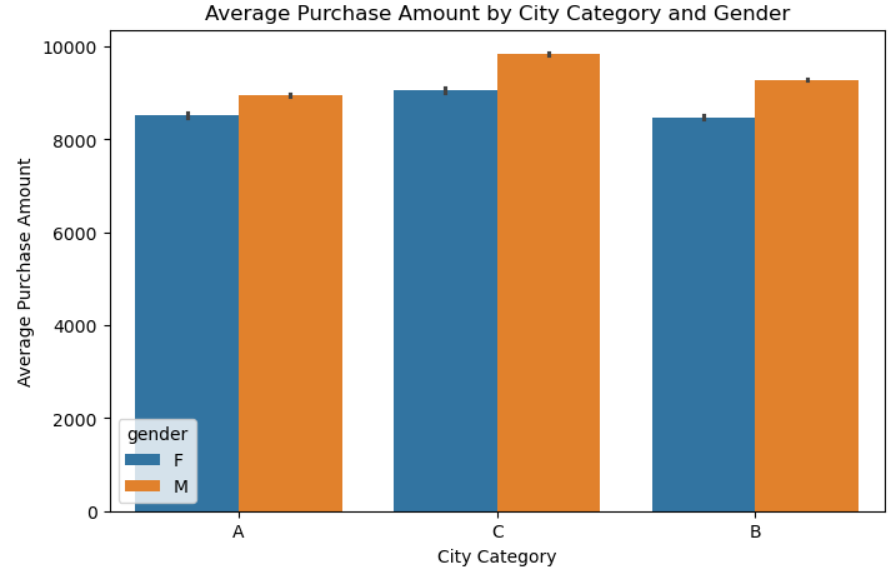 Average Purchase Amount by City Category and Gender
Average Purchase Amount
10000
8000
6000
4000
2000
0
gender
F
M
A
C
B
City Category